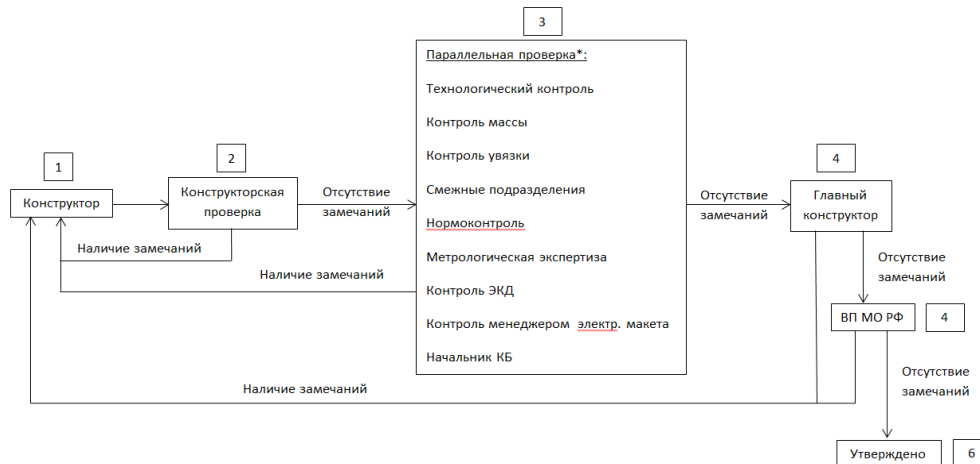 3
Параллельная проверка*:
Технологический контроль
Контроль массы
Контроль увязки
Смежные подразделения
Нормоконтроль
Метрологическая экспертиза
Контроль ЭКД
Контроль менеджером электр. макета
Начальник КБ
1
Конструктор
2
Конструкторская
проверка
Отсутствие
замечаний
Наличие замечаний
Наличие замечаний
Отсутствие
замечаний
4
Главный
конструктор
Отсутствие
замечаний
ВП МО РФ
4
Наличие замечаний
Отсутствие
замечаний
Утверждено
6